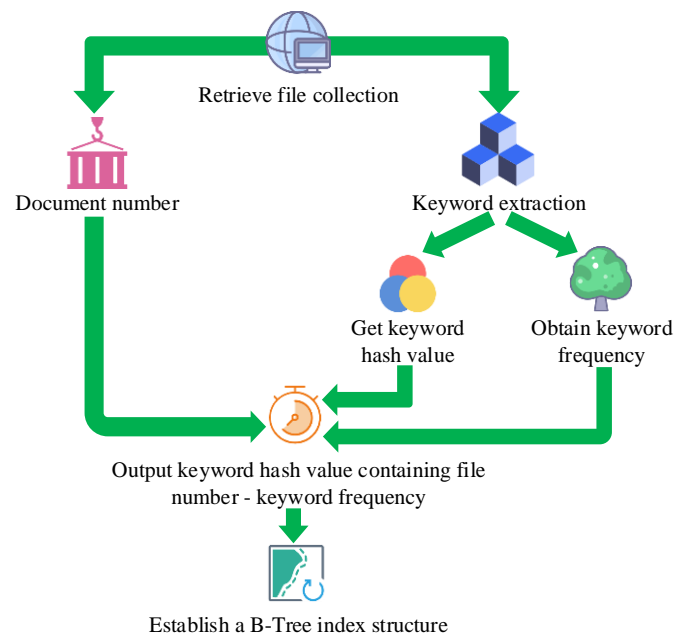 Retrieve file collection
Document number
Keyword extraction
Get keyword
hash value
Obtain keyword
frequency
Output keyword hash value containing file
number - keyword frequency
Establish a B-Tree index structure